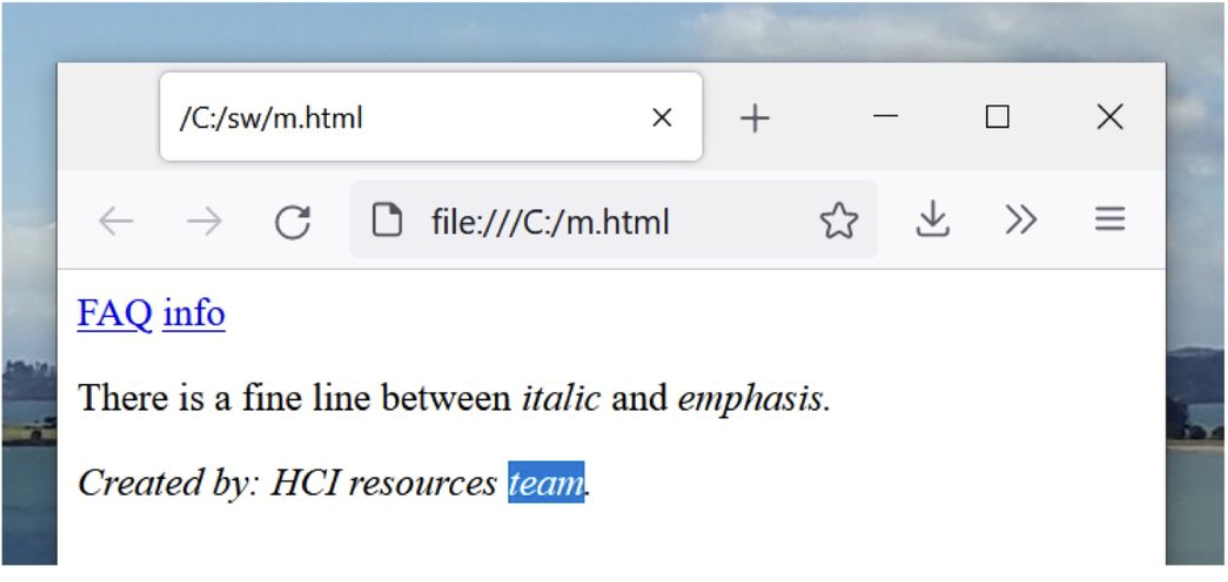 /C:/sw/m.html
file:///C:/m.html
FAQ info
There is a fine line between italic and emphasis.
Created by: HCI resources team.